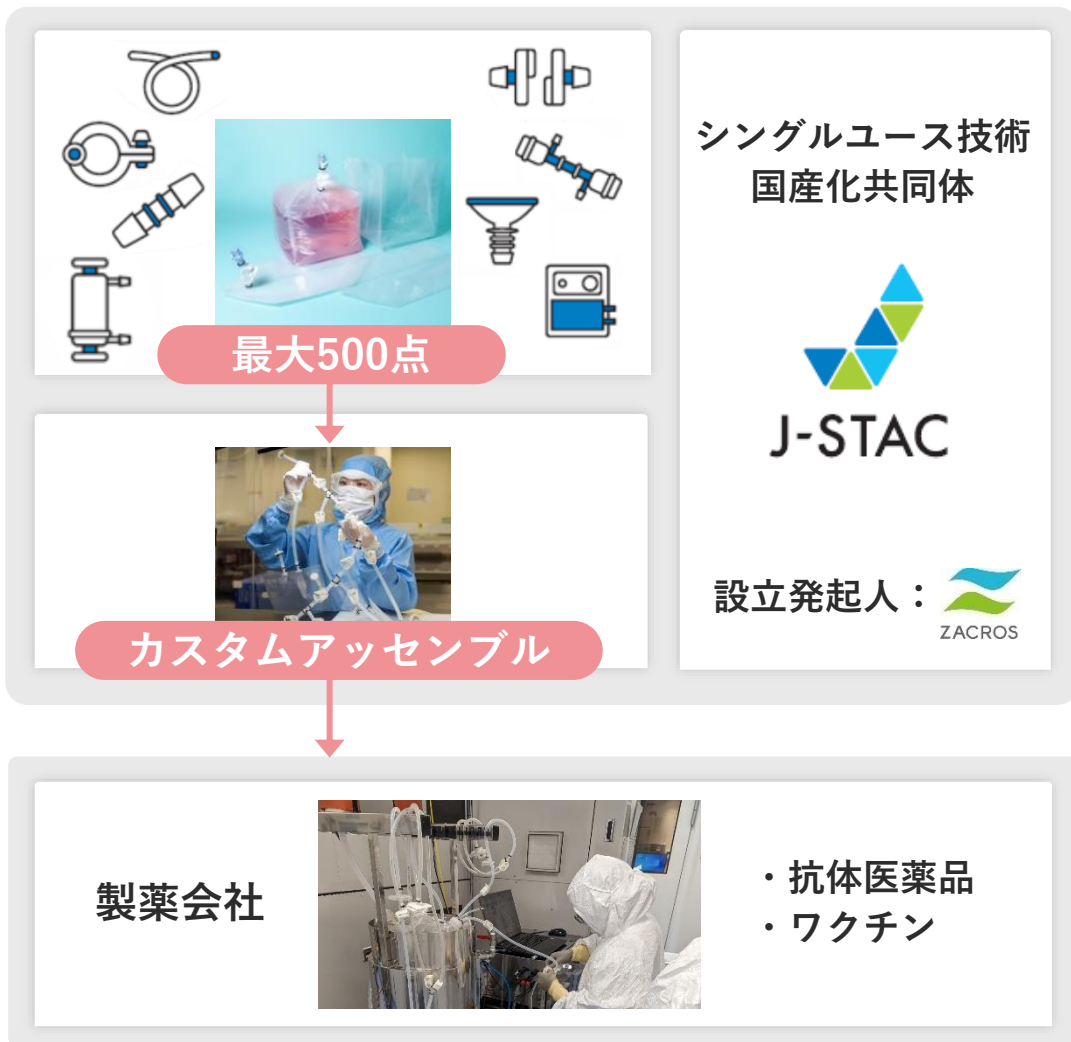 最大500点
カスタムアッセンブル
シングルユース技術
国産化共同体
J-STAC
設立発起人：
ZACROS
製薬会社
・抗体医薬品
・ワクチン